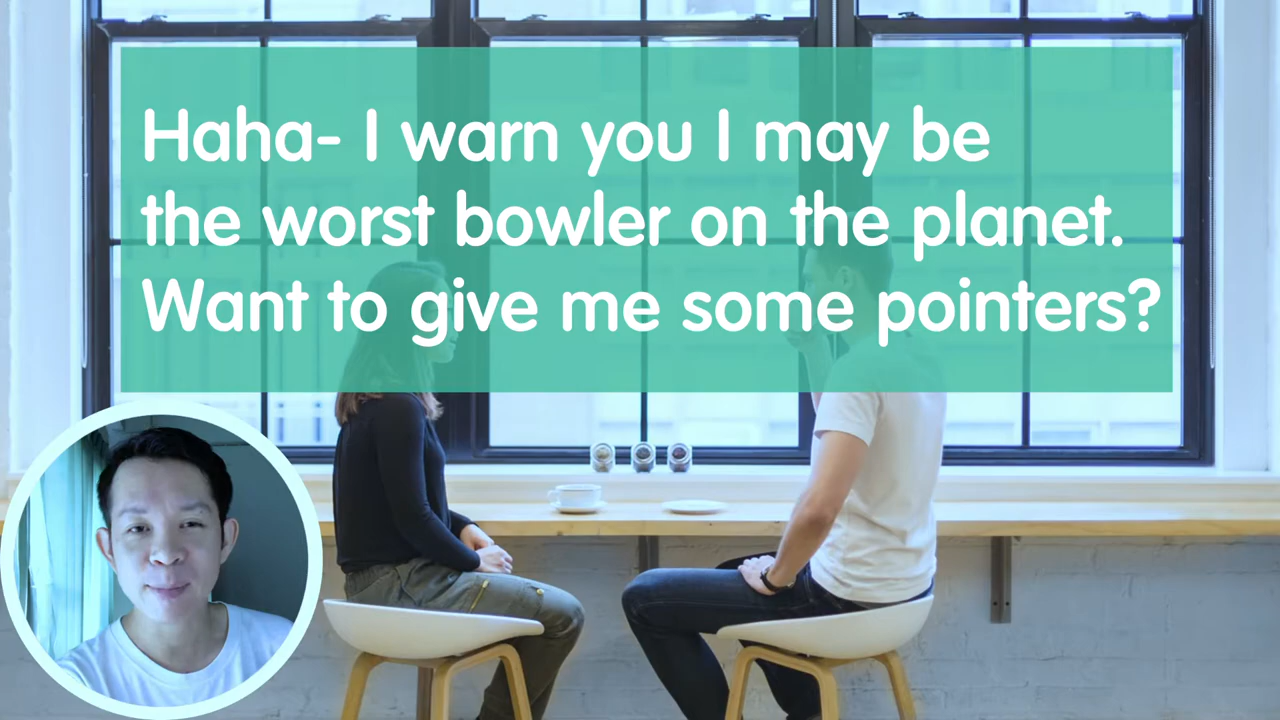 Haha- I warn you I may be
the worst bowler on the planet.
Want to give me some pointers?